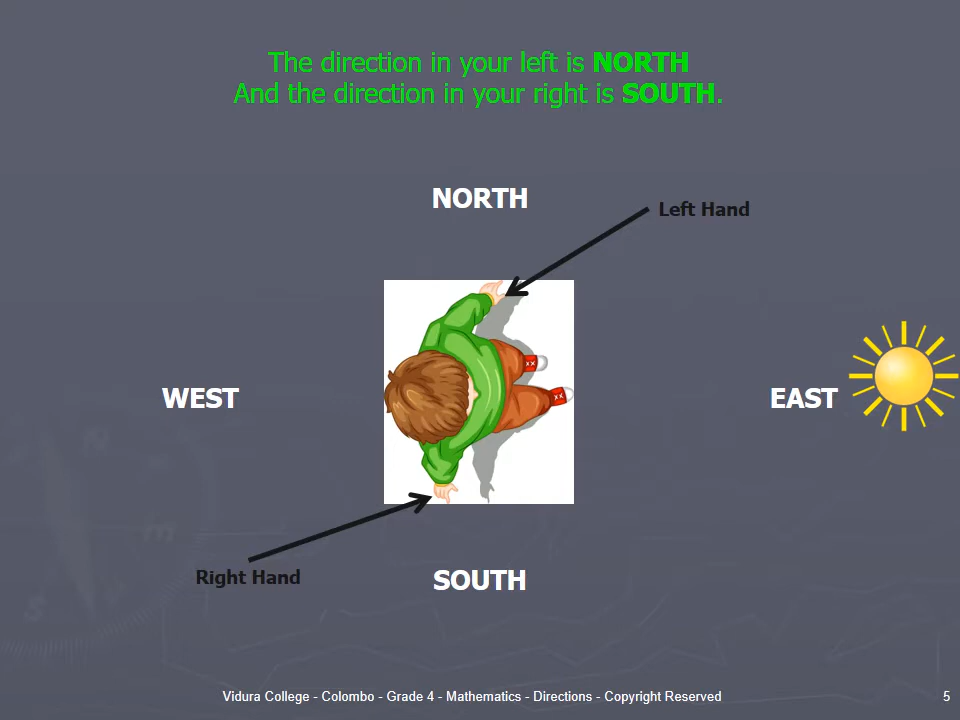 The direction in your left is NORTH
And the direction in your right is SOUTH.
NORTH
Left Hand
WEST
EAST
Right Hand
SOUTH
Vidura College - Colombo - Grade 4 - Mathematics - Directions - Copyright Reserved
5